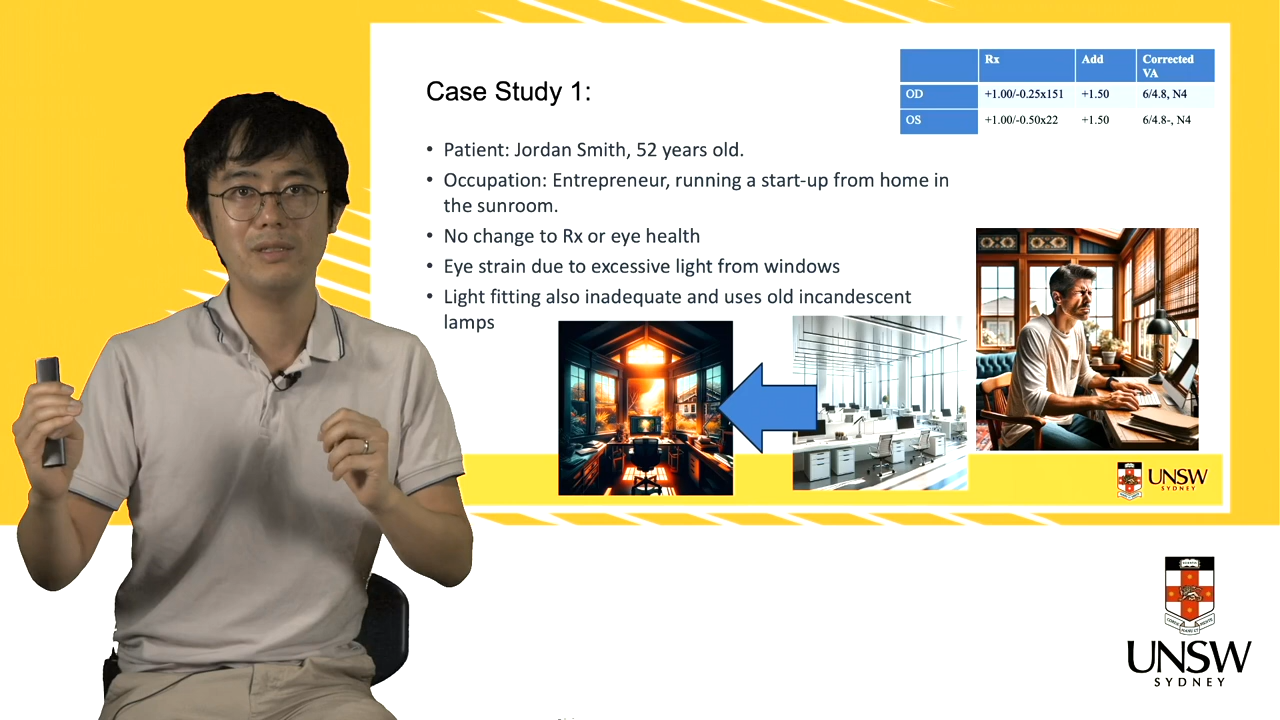 Case Study 1:
• Patient: Jordan Smith, 52 years old.
• Occupation: Entrepreneur, running a start-up from home in
the sunroom.
• No change to Rx or eye health
• Eye strain due to excessive light from windows
• Light fitting also inadequate and uses old incandescent
lamps
Rx Add Corrected
VA
OD +1.00/-0.25x151 +1.50 6/4.8, N4
OS +1.00/-0.50x22 +1.50 6/4.8-, N4
UNSW
SYDNEY
UNSW
SYDNEY